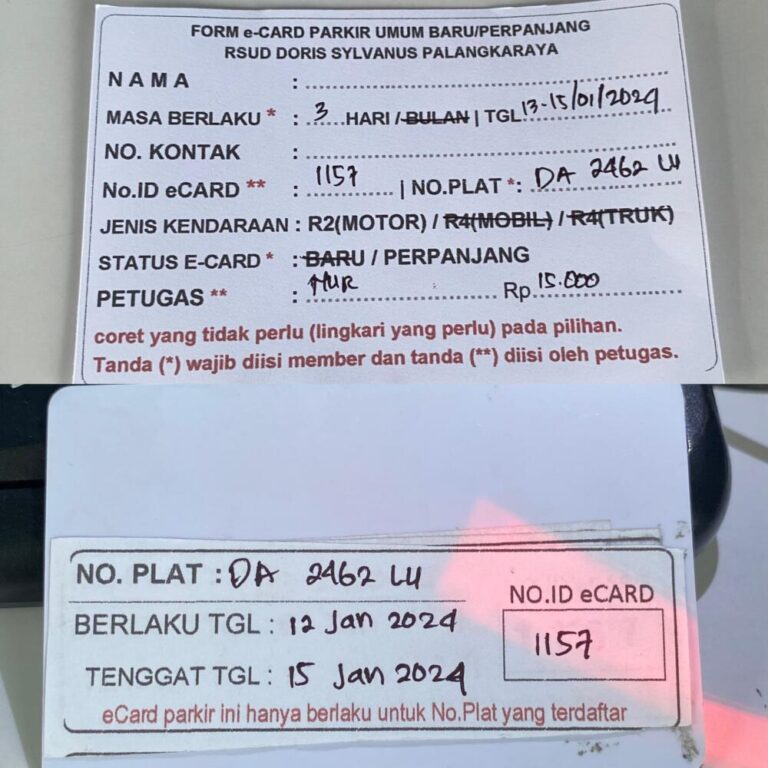 FORM e-CARD PARKIR UMUM BARU/PERPANJANG
RSUD DORIS SYLVANUS PALANGKARAYA
NAMA :
MASA BERLAKU * : 3 HARI / BULAN | TGL 13-15/01/2024
NO. KONTAK :
No.ID eCARD ** : 1157 | NO.PLAT *: DA 2462 LU
JENIS KENDARAAN : R2(MOTOR) / R4(MOBIL) / R4(TRUK)
STATUS E-CARD * : BARU / PERPANJANG
PETUGAS ** : MUR Rp 15.000
coret yang tidak perlu (lingkari yang perlu) pada pilihan.
Tanda (*) wajib diisi member dan tanda (**) diisi oleh petugas.
NO. PLAT : DA 2462 LU
NO.ID eCARD
BERLAKU TGL : 12 Jan 2024
1157
TENGGAT TGL : 15 Jan 2024
eCard parkir ini hanya berlaku untuk No.Plat yang terdaftar